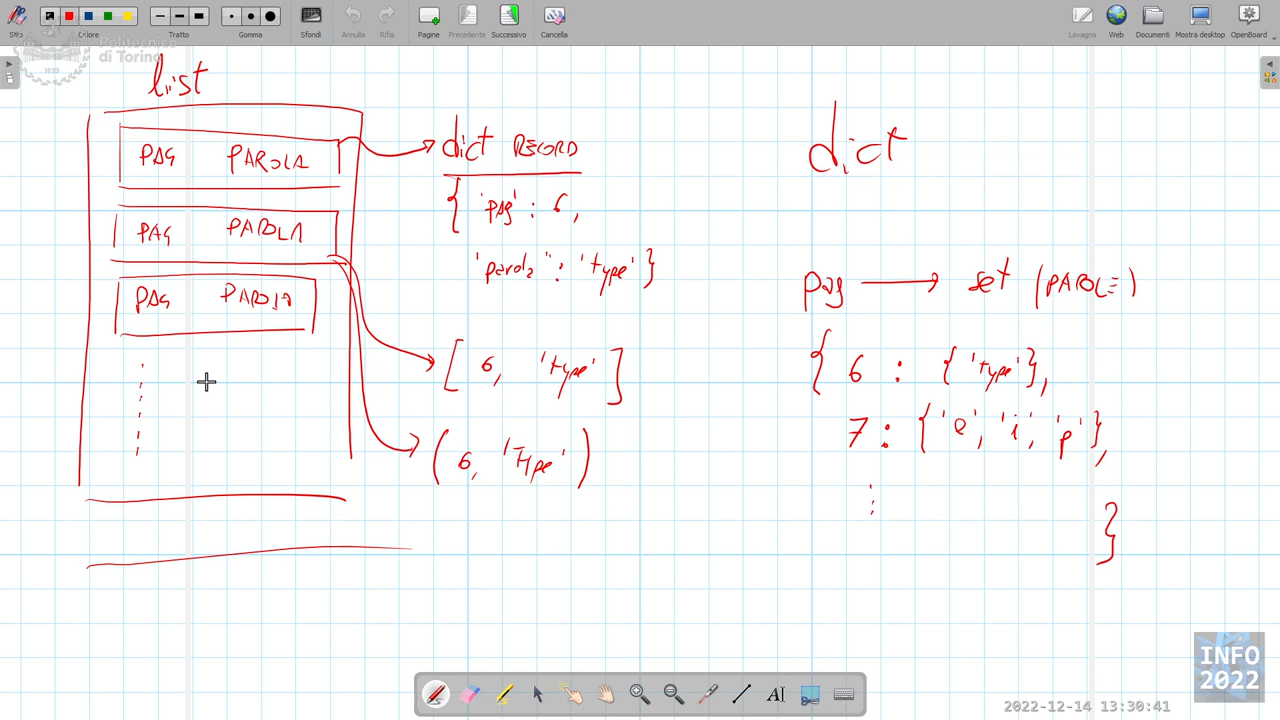 Stilo
Colore
Tratto
Gomma
Sfondi
Annulla
Rifai
Pagine
Precedente
Successivo
Cancella
Lavagna
Web
Documenti
Mostra desktop
OpenBoard
Politecnico
di Torino
1859
list
PAG PAROLA
PAG PAROLA
PAG PAROLA
dict RECORD
{ 'pag' : 6,
'parola" : 'type' }
[ 6, 'type' ]
( 6, 'Type' )
dict
pag → set (PAROLE)
{ 6 : { 'type' },
7 : { 'e', 'i', 'p' },
}
INFO
2022
2022-12-14 13:30:41